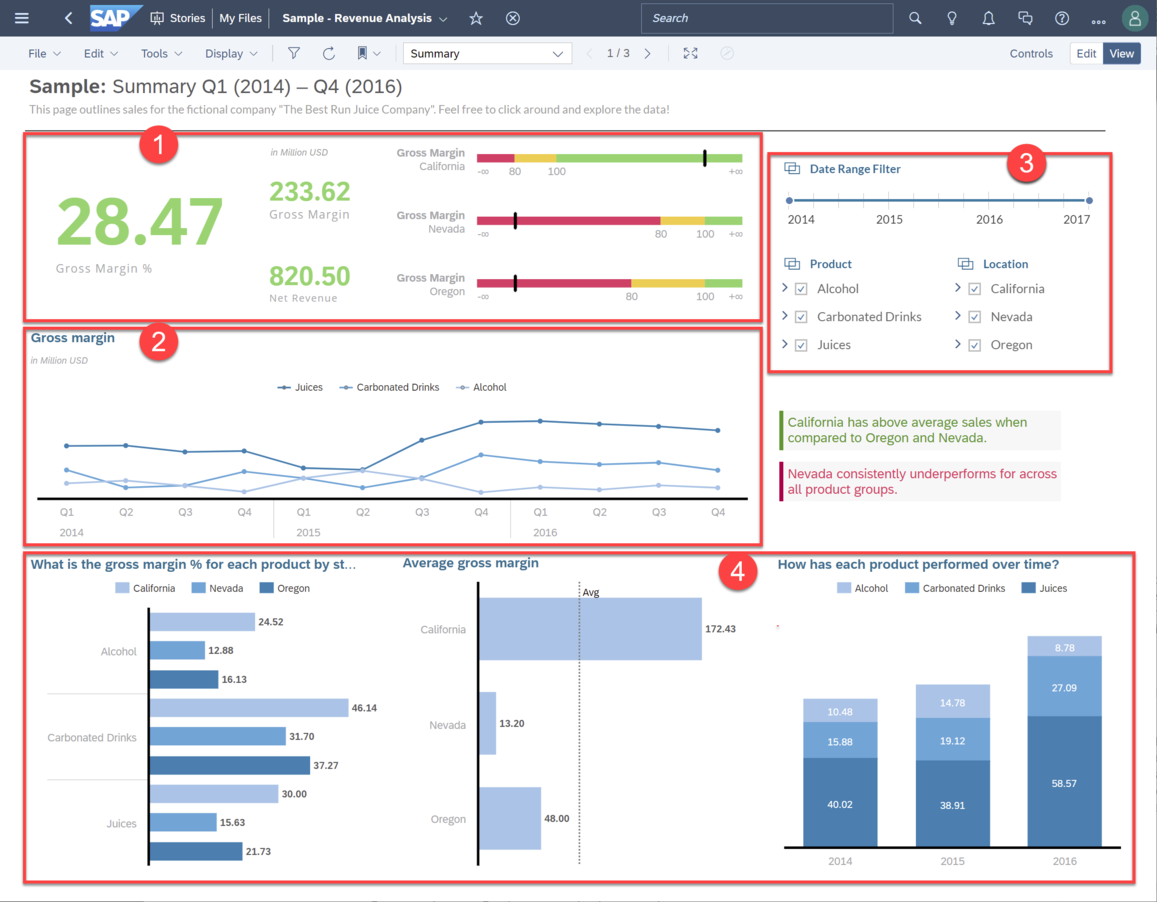 SAP Stories My Files Sample - Revenue Analysis Search
File Edit Tools Display Summary 1 / 3 Controls Edit View
Sample: Summary Q1 (2014) – Q4 (2016)
This page outlines sales for the fictional company "The Best Run Juice Company". Feel free to click around and explore the data!
1
28.47
Gross Margin %
in Million USD
233.62
Gross Margin
820.50
Net Revenue
Gross Margin
California
-∞ 80 100 +∞
Gross Margin
Nevada
-∞ 80 100 +∞
Gross Margin
Oregon
-∞ 80 100 +∞
3
Date Range Filter
2014 2015 2016 2017
Product
Alcohol
Carbonated Drinks
Juices
Location
California
Nevada
Oregon
Gross margin
2
in Million USD
Juices Carbonated Drinks Alcohol
Q1 Q2 Q3 Q4 Q1 Q2 Q3 Q4 Q1 Q2 Q3 Q4
2014 2015 2016
California has above average sales when
compared to Oregon and Nevada.
Nevada consistently underperforms for across
all product groups.
What is the gross margin % for each product by st...
California Nevada Oregon
Alcohol
24.52
12.88
16.13
Carbonated Drinks
46.14
31.70
37.27
Juices
30.00
15.63
21.73
Average gross margin
Avg
California 172.43
Nevada 13.20
Oregon 48.00
4
How has each product performed over time?
Alcohol Carbonated Drinks Juices
10.48
15.88
40.02
14.78
19.12
38.91
8.78
27.09
58.57
2014 2015 2016